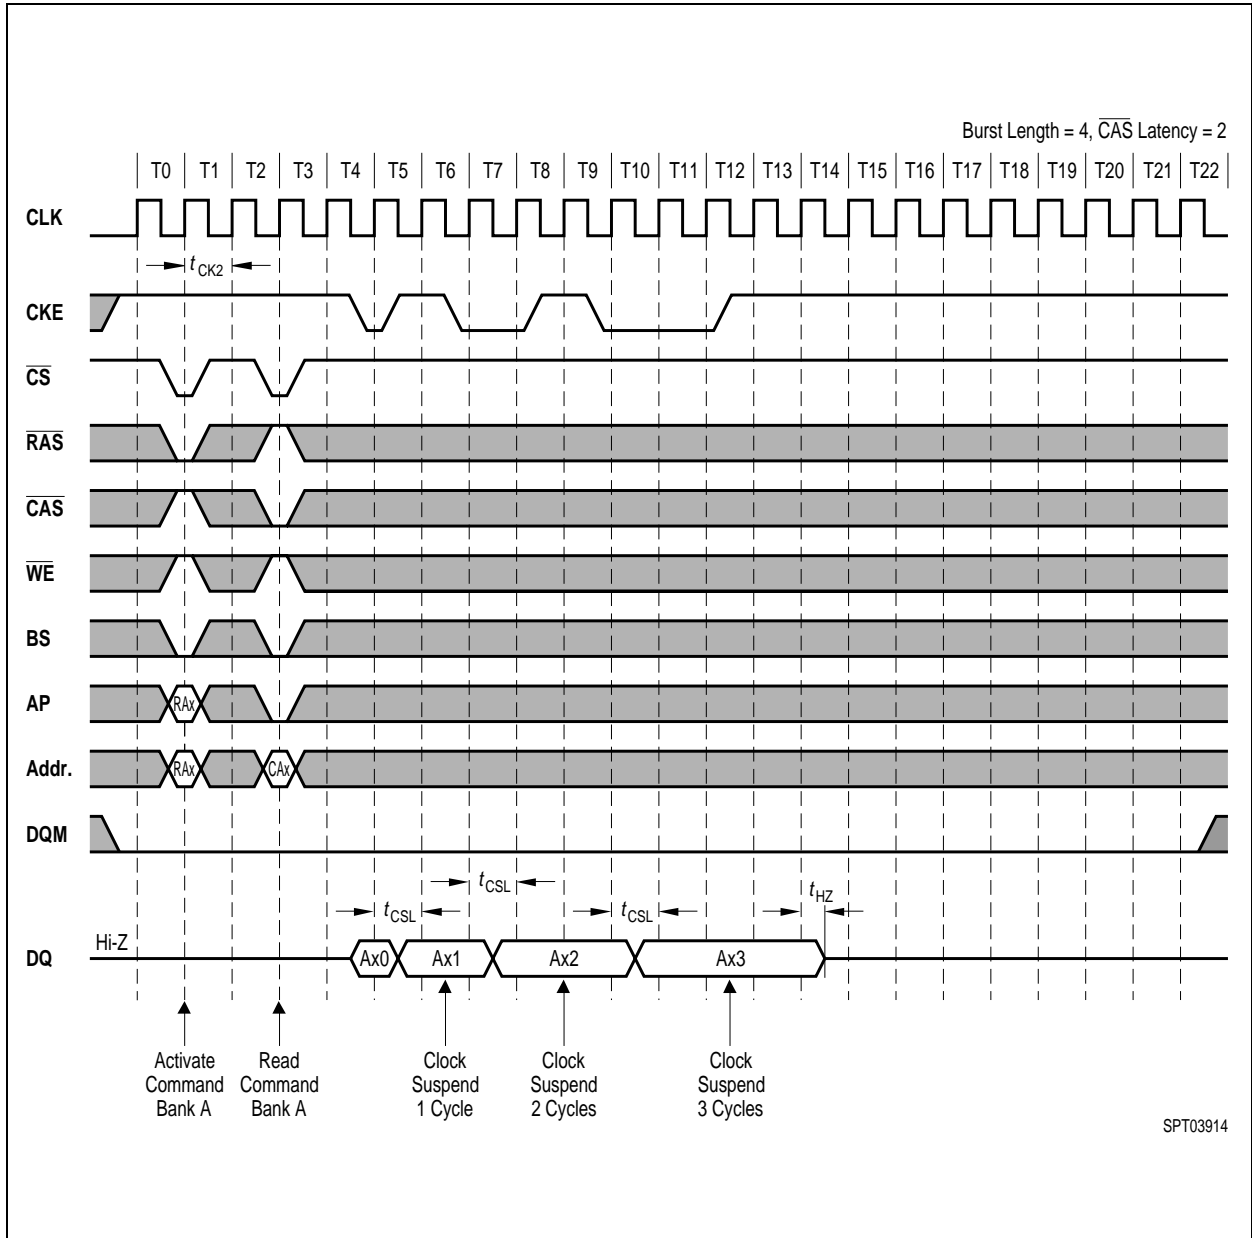 Burst Length = 4, CAS Latency = 2
T0 T1 T2 T3 T4 T5 T6 T7 T8 T9 T10 T11 T12 T13 T14 T15 T16 T17 T18 T19 T20 T21 T22
CLK
tCK2
CKE
CS
RAS
CAS
WE
BS
AP RAx
Addr. RAx CAx
DQM
tCSL tCSL tCSL tHZ
Hi-Z
DQ Ax0 Ax1 Ax2 Ax3
Activate
Command
Bank A
Read
Command
Bank A
Clock
Suspend
1 Cycle
Clock
Suspend
2 Cycles
Clock
Suspend
3 Cycles
SPT03914